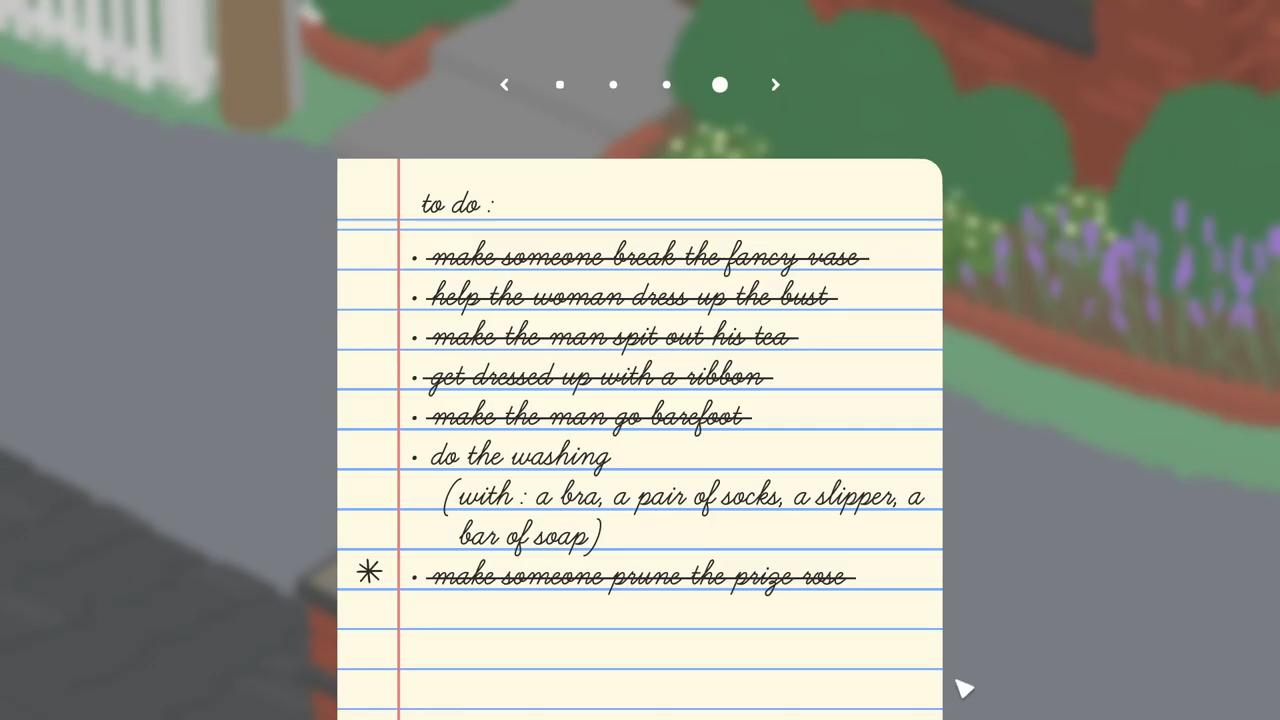 to do :
• make someone break the fancy vase
• help the woman dress up the bust
• make the man spit out his tea
• get dressed up with a ribbon
• make the man go barefoot
• do the washing
(with : a bra, a pair of socks, a slipper, a
bar of soap)
• make someone prune the prize rose